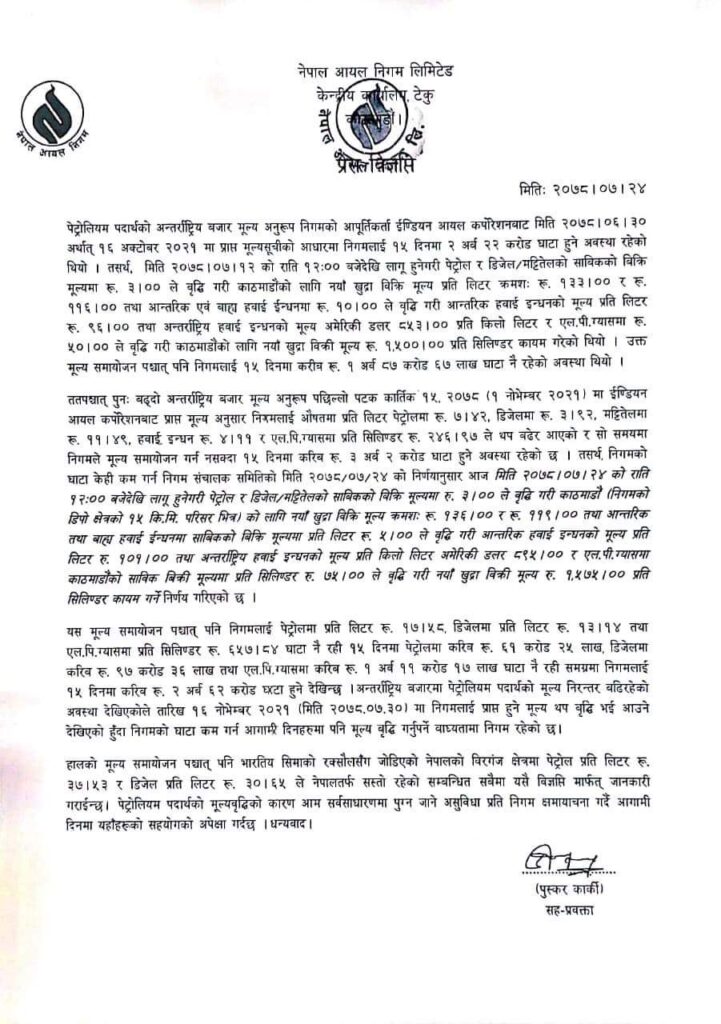 नेपाल आयल निगम लिमिटेड
केन्द्रीय कार्यालय, टेकु
काठमाडौं।
नेपाल आयल निगम
नेपाल आयल निगम लि.
प्रेस विज्ञप्ति
मितिः २०७८।०७।२४
पेट्रोलियम पदार्थको अन्तर्राष्ट्रिय बजार मूल्य अनुरूप निगमको आपूर्तिकर्ता ईण्डियन आयल कर्पोरेशनबाट मिति २०७८।०६।३०
अर्थात् १६ अक्टोबर २०२१ मा प्राप्त मूल्यसूचीको आधारमा निगमलाई १५ दिनमा २ अर्व २२ करोड घाटा हुने अवस्था रहेको
थियो । तसर्थ, मिति २०७८।०७।१२ को राति १२:०० बजेदेखि लागू हुनेगरी पेट्रोल र डिजेल/मट्टितेलको साविकको विक्रि
मूल्यमा रू. ३।०० ले वृद्धि गरी काठमाडौंको लागि नयाँ खुद्रा विक्रि मूल्य प्रति लिटर क्रमशः रू. १३३।०० र रू.
११६।०० तथा आन्तरिक एवं बाह्य हवाई ईन्धनमा रू. १०।०० ले वृद्धि गरी आन्तरिक हवाई इन्धनको मूल्य प्रति लिटर
रू. ९६।०० तथा अन्तर्राष्ट्रिय हवाई इन्धनको मूल्य अमेरिकी डलर ८५३।०० प्रति किलो लिटर र एल.पी.ग्यासमा रू.
५०।०० ले वृद्धि गरी काठमाडौंको लागि नयाँ खुद्रा विक्री मूल्य रू. १,५००।०० प्रति सिलिण्डर कायम गरेको थियो । उक्त
मूल्य समायोजन पश्चात् पनि निगमलाई १५ दिनमा करीव रू. १ अर्व ८७ करोड ६७ लाख घाटा नै रहेको अवस्था थियो ।
ततपश्चात् पुनः बढ्दो अन्तर्राष्ट्रिय बजार मूल्य अनुरूप पछिल्लो पटक कार्तिक १५, २०७८ (१ नोभेम्बर २०२१) मा ईण्डियन
आयल कर्पोरेशनबाट प्राप्त मूल्य अनुसार निगमलाई औषतमा प्रति लिटर पेट्रोलमा रू. ७।४२, डिजेलमा रू. ३।९२, मट्टितेलमा
रू. ११।४९, हवाई इन्धन रू. ४।११ र एल.पि.ग्यासमा प्रति सिलिण्डर रू. २४६।९७ ले थप बढेर आएको र सो समयमा
निगमले मूल्य समायोजन गर्न नसक्दा १५ दिनमा करिव रू. ३ अर्व २ करोड घाटा हुने अवस्था रहेको छ । तसर्थ, निगमको
घाटा केही कम गर्न निगम संचालक समितिको मिति २०७८/०७/२४ को निर्णयानुसार आज मिति २०७८।०७।२४ को राति
१२:०० बजेदेखि लागू हुनेगरी पेट्रोल र डिजेल/मट्टितेलको साविकको विक्रि मूल्यमा रु. ३।०० ले वृद्धि गरी काठमाडौं (निगमको
डिपो क्षेत्रको १५ कि.मि. परिसर भित्र) को लागि नयाँ खुद्रा विक्रि मूल्य क्रमशः रू. १३६।०० र रू. ११९।०० तथा आन्तरिक
तथा बाह्य हवाई ईन्धनमा साविकको विक्रि मूल्यमा प्रति लिटर रू. ५।०० ले वृद्धि गरी आन्तरिक हवाई इन्धनको मूल्य प्रति
लिटर रु. १०१।०० तथा अन्तर्राष्ट्रिय हवाई इन्धनको मूल्य प्रति किलो लिटर अमेरिकी डलर ८९५।०० र एल.पि.ग्यासमा
काठमाडौंको साविक बिक्री मूल्यमा प्रति सिलिण्डर रु. ७५।०० ले वृद्धि गरी नयाँ खुद्रा विक्री मूल्य रु. १,५७५।०० प्रति
सिलिण्डर कायम गर्ने निर्णय गरिएको छ ।
यस मूल्य समायोजन पश्चात् पनि निगमलाई पेट्रोलमा प्रति लिटर रू. १७।५८, डिजेलमा प्रति लिटर रू. १३।१४ तथा
एल.पि.ग्यासमा प्रति सिलिण्डर रू. ६५७।८४ घाटा नै रही १५ दिनमा पेट्रोलमा करिब रू. ६१ करोड २५ लाख, डिजेलमा
करिब रू. ९७ करोड ३६ लाख तथा एल.पि.ग्यासमा करिब रू. १ अर्व ११ करोड १७ लाख घाटा नै रही समग्रमा निगमलाई
१५ दिनमा करिब रू. २ अर्व ६२ करोड घाटा हुने देखिन्छ ।अन्तर्राष्ट्रिय बजारमा पेट्रोलियम पदार्थको मूल्य निरन्तर बढिरहेको
अवस्था देखिएकोले तारिख १६ नोभेम्बर २०२१ (मिति २०७८.०७.३०) मा निगमलाई प्राप्त हुने मूल्य थप वृद्धि भई आउने
देखिएको हुँदा निगमको घाटा कम गर्न आगामी दिनहरुमा पनि मूल्य वृद्धि गर्नुपर्ने बाध्यतामा निगम रहेको छ।
हालको मूल्य समायोजन पश्चात् पनि भारतिय सिमाको रक्सौलसँग जोडिएको नेपालको विरगंज क्षेत्रमा पेट्रोल प्रति लिटर रू.
३७।५३ र डिजेल प्रति लिटर रू. ३०।६५ ले नेपालतर्फ सस्तो रहेको सम्बन्धित सवैमा यसै विज्ञप्ति मार्फत् जानकारी
गराईन्छ। पेट्रोलियम पदार्थको मूल्यबृद्धिको कारण आम सर्वसाधारणमा पुग्न जाने असुविधा प्रति निगम क्षमायाचना गर्दै आगामी
दिनमा यहाँहरूको सहयोगको अपेक्षा गर्दछ ।धन्यवाद।
(पुस्कर कार्की)
सह-प्रवक्ता